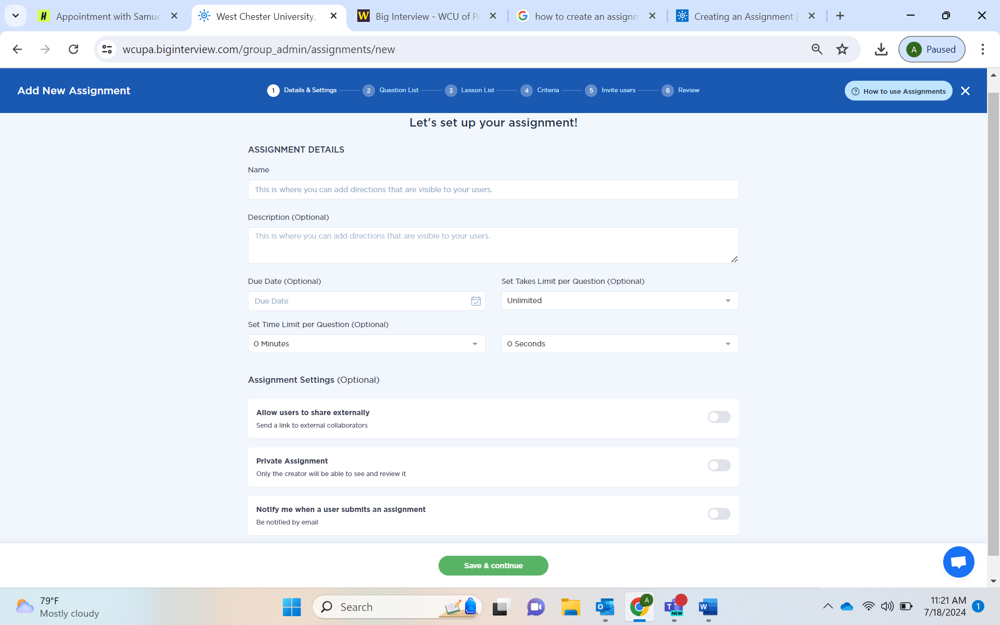 Appointment with Samue
West Chester University,
Big Interview - WCU of PA
how to create an assignm
Creating an Assignment |
wcupa.biginterview.com/group_admin/assignments/new
A Paused
Add New Assignment
1 Details & Settings
2 Question List
3 Lesson List
4 Criteria
5 Invite users
6 Review
How to use Assignments
Let's set up your assignment!
ASSIGNMENT DETAILS
Name
This is where you can add directions that are visible to your users.
Description (Optional)
This is where you can add directions that are visible to your users.
Due Date (Optional)
Set Takes Limit per Question (Optional)
Due Date
Unlimited
Set Time Limit per Question (Optional)
0 Minutes
0 Seconds
Assignment Settings (Optional)
Allow users to share externally
Send a link to external collaborators
Private Assignment
Only the creator will be able to see and review it
Notify me when a user submits an assignment
Be notified by email
Save & continue
79°F
Mostly cloudy
Search
A
NEW
11:21 AM
7/18/2024
1